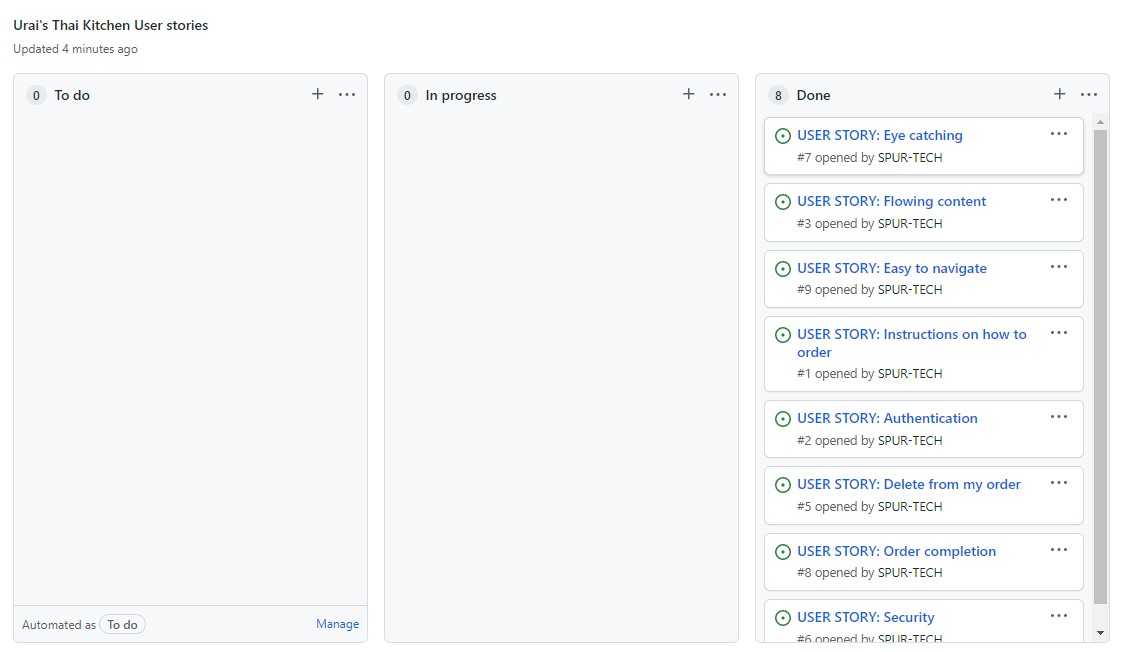 Urai's Thai Kitchen User stories
Updated 4 minutes ago
0 To do
0 In progress
8 Done
USER STORY: Eye catching
#7 opened by SPUR-TECH
USER STORY: Flowing content
#3 opened by SPUR-TECH
USER STORY: Easy to navigate
#9 opened by SPUR-TECH
USER STORY: Instructions on how to
order
#1 opened by SPUR-TECH
USER STORY: Authentication
#2 opened by SPUR-TECH
USER STORY: Delete from my order
#5 opened by SPUR-TECH
USER STORY: Order completion
#8 opened by SPUR-TECH
USER STORY: Security
#6 opened by SPUR-TECH
Automated as To do Manage